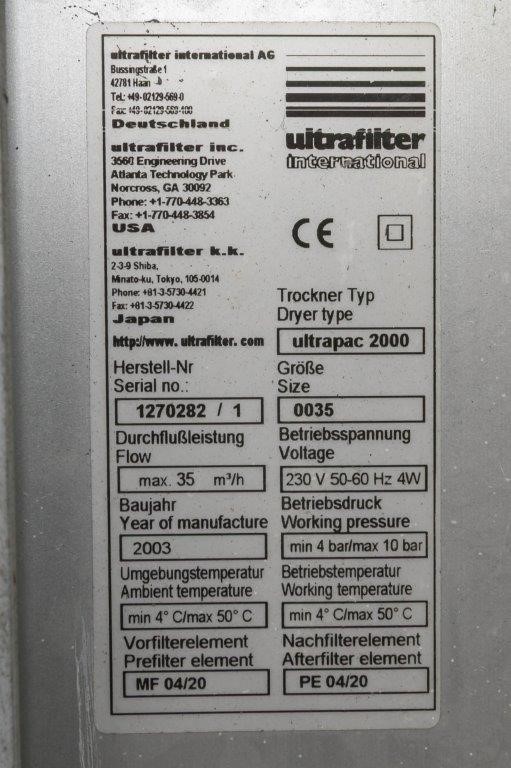 ultrafilter international AG
Bussingstraße 1
42781 Haan
Tel.: +49-02129-569-0
Fax: +49-02129-569-100
Deutschland
ultrafilter inc.
3560 Engineering Drive
Atlanta Technology Park
Norcross, GA 30092
Phone: +1-770-448-3363
Fax: +1-770-448-3854
USA
ultrafilter k.k.
2-3-9 Shiba,
Minato-ku, Tokyo, 105-0014
Phone: +81-3-5730-4421
Fax: +81-3-5730-4422
Japan
http://www. ultrafilter. com
ultrafilter
international
CE
Trockner Typ
Dryer type
ultrapac 2000
Herstell-Nr
Serial no.:
1270282 / 1
Größe
Size
0035
Durchflußleistung
Flow
max. 35 m³/h
Betriebsspannung
Voltage
230 V 50-60 Hz 4W
Baujahr
Year of manufacture
2003
Betriebsdruck
Working pressure
min 4 bar/max 10 bar
Umgebungstemperatur
Ambient temperature
min 4° C/max 50° C
Betriebstemperatur
Working temperature
min 4° C/max 50° C
Vorfilterelement
Prefilter element
MF 04/20
Nachfilterelement
Afterfilter element
PE 04/20